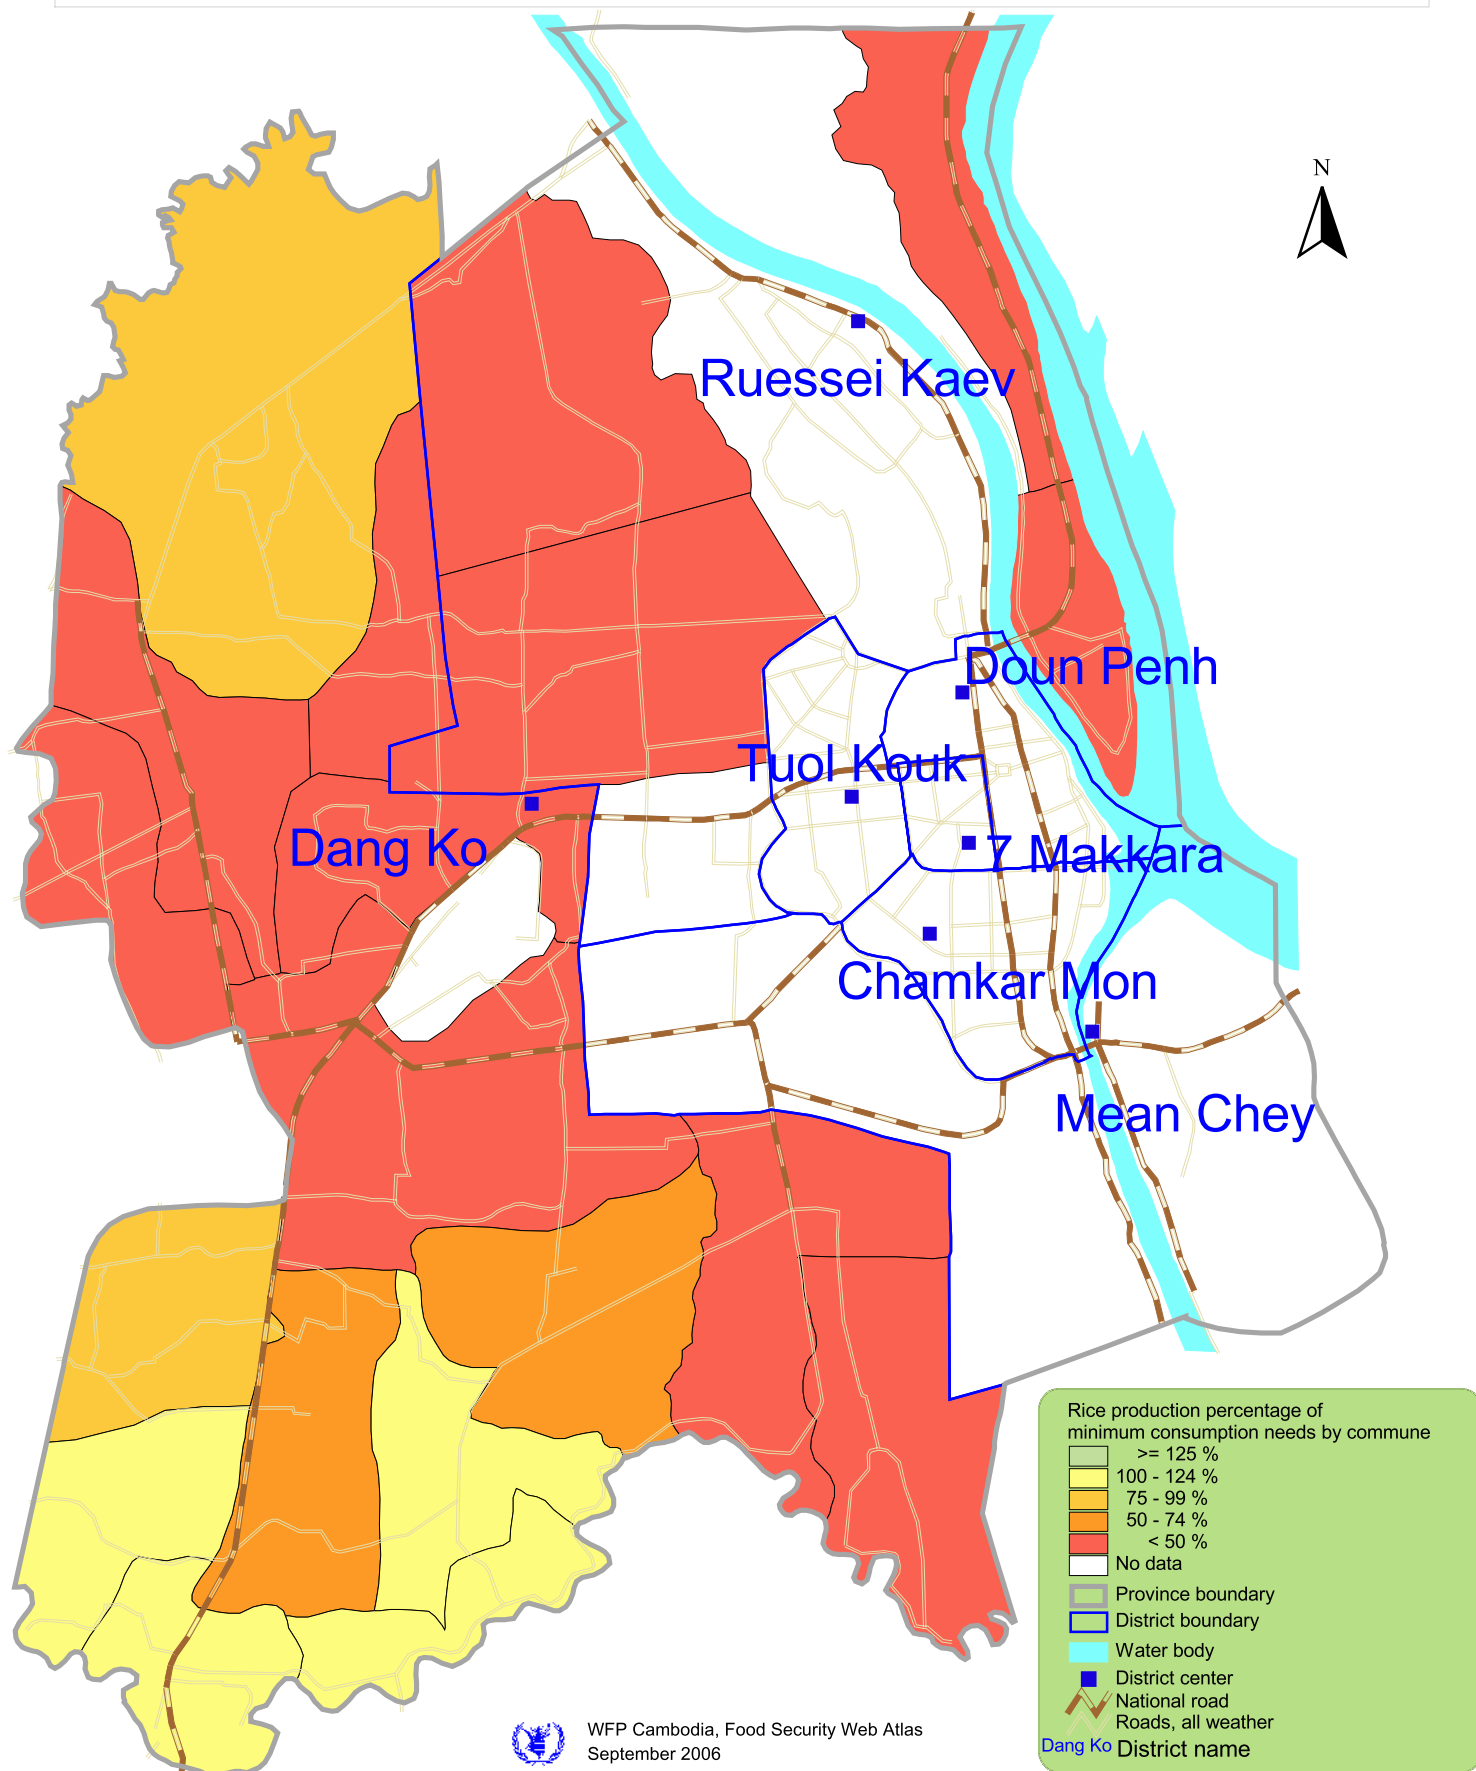 N
Ruessei Kaev
Doun Penh
Tuol Kouk
Dang Ko
7 Makkara
Chamkar Mon
Mean Chey
Rice production percentage of
minimum consumption needs by commune
>= 125 %
100 - 124 %
75 - 99 %
50 - 74 %
< 50 %
No data
Province boundary
District boundary
Water body
District center
National road
Roads, all weather
Dang Ko District name
WFP Cambodia, Food Security Web Atlas
September 2006